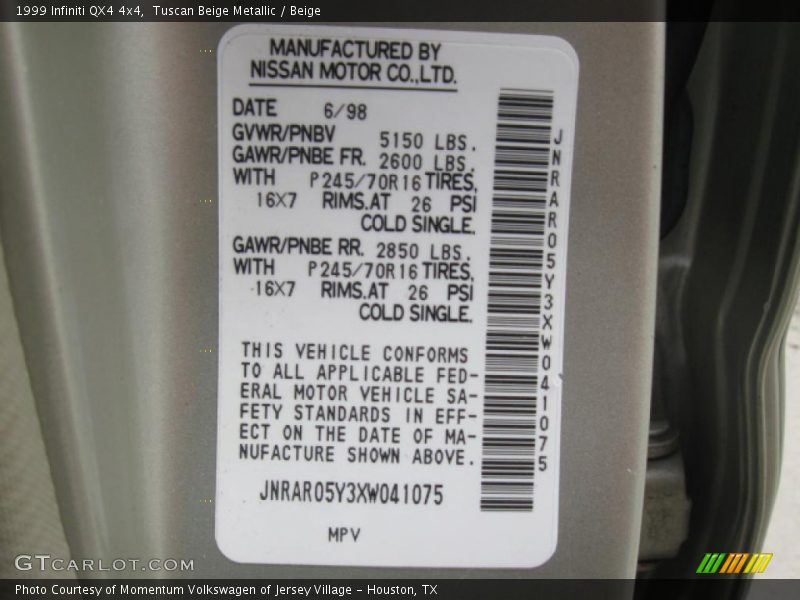 1999 Infiniti QX4 4x4, Tuscan Beige Metallic / Beige
MANUFACTURED BY
NISSAN MOTOR CO.,LTD.
DATE 6/98
GVWR/PNBV 5150 LBS.
GAWR/PNBE FR. 2600 LBS.
WITH P245/70R16 TIRES,
16X7 RIMS.AT 26 PSI
COLD SINGLE.
GAWR/PNBE RR. 2850 LBS.
WITH P245/70R16 TIRES,
16X7 RIMS.AT 26 PSI
COLD SINGLE.
THIS VEHICLE CONFORMS
TO ALL APPLICABLE FED-
ERAL MOTOR VEHICLE SA-
FETY STANDARDS IN EFF-
ECT ON THE DATE OF MA-
NUFACTURE SHOWN ABOVE.
JNRAR05Y3XW041075
MPV
JNRAR05Y3XW041075
GTCARLOT.COM
Photo Courtesy of Momentum Volkswagen of Jersey Village - Houston, TX